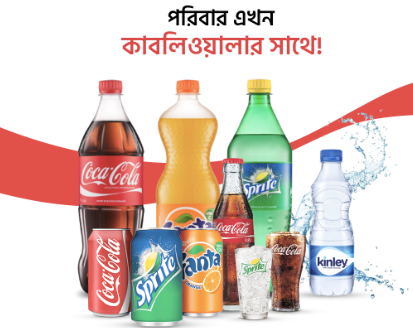 পরিবার এখন
কাবলিওয়ালার সাথে!
Coca-Cola
Fanta
Sprite
Coca-Cola
Coca-Cola
Sprite
Fanta
Sprite
Coca-Cola
kinley